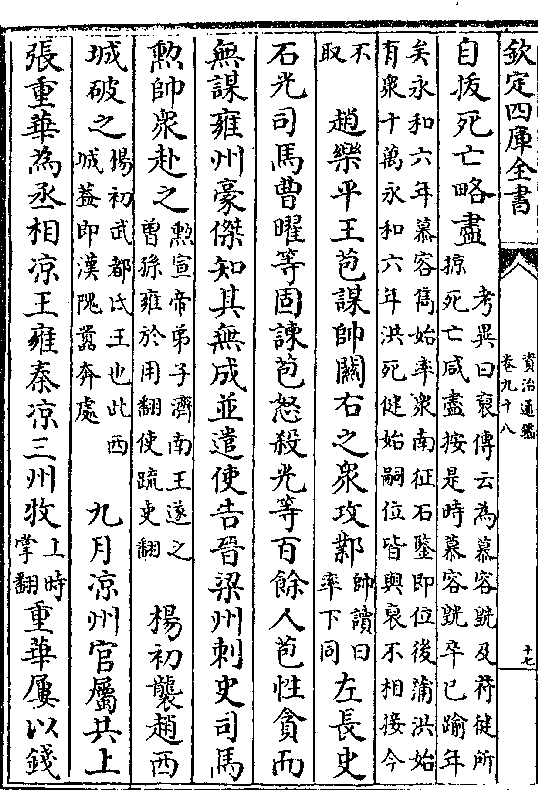 欽定四庫全書
資治通鑑
卷九十八
十七
自拔死亡略盡考異曰裒傳云為慕容皝及苻健所掠死亡咸盡按是時慕容皝卒已踰年
矣永和六年慕容儁始率衆南征石鑒即位後蒲洪始有衆十萬永和六年洪死健始嗣位皆與裒不相接今
不取 趙樂平王苞謀帥關右之衆攻鄴帥讀曰率下同左長史
石光司馬曹曜等固諫苞怒殺光等百餘人苞性貪而
無謀雍州豪傑知其無成並遣使告晉梁州刺史司馬
勲帥衆赴之勲宣帝弟子濟南王遂之曾孫雍於用翻使疏吏翻 楊初襲趙西
城破之楊初武都氐王也此西城蓋即漢隗囂奔處 九月凉州官屬共上
張重華為丞相凉王雍秦凉三州牧上時掌翻重華屢以錢